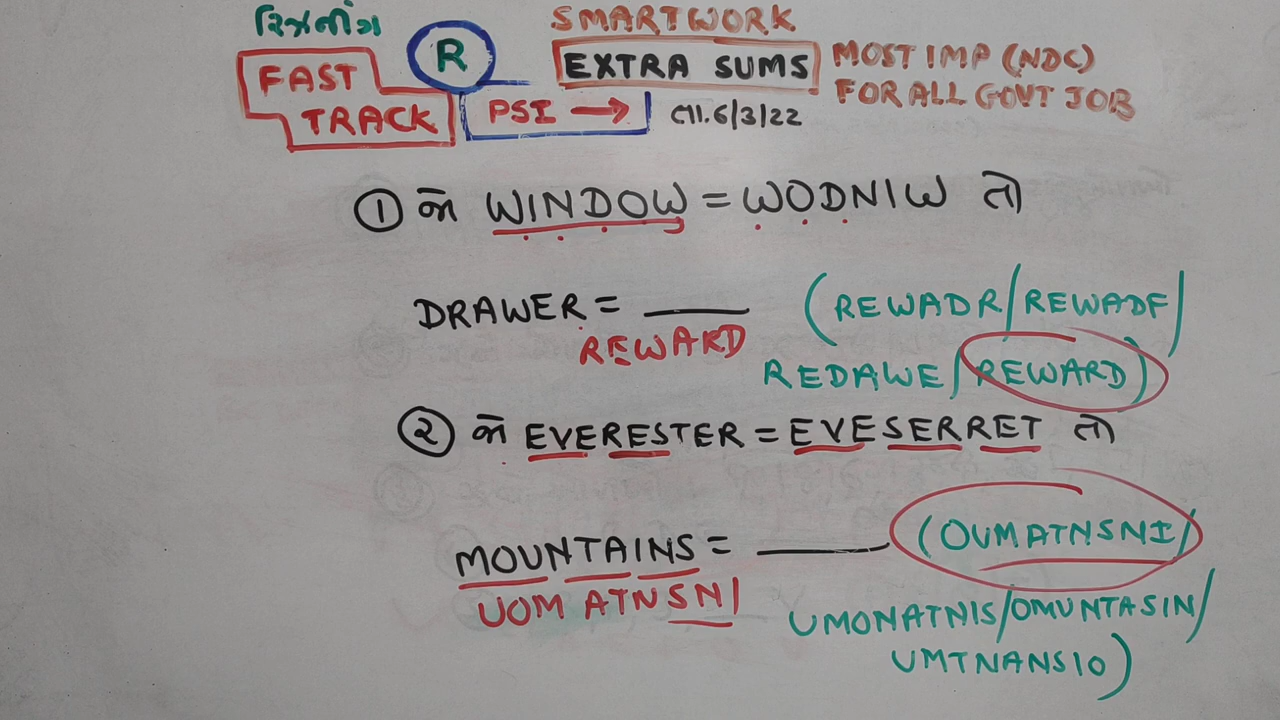 રિઝનીંગ
FAST TRACK
R
PSI →
SMARTWORK
EXTRA SUMS
તા. 6/3/22
MOST IMP (NDC)
FOR ALL GOVT JOB
① જો WINDOW = WODNIW તો
DRAWER = ____ (REWADR/REWADF/
REWARD
REDAWE/REWARD)
② જો EVERESTER = EVESERRET તો
MOUNTAINS = ____ (OUMATNSNI/
UOM ATNSNI
UMONATNIS/OMUNTASIN/
UMTNANSIO)